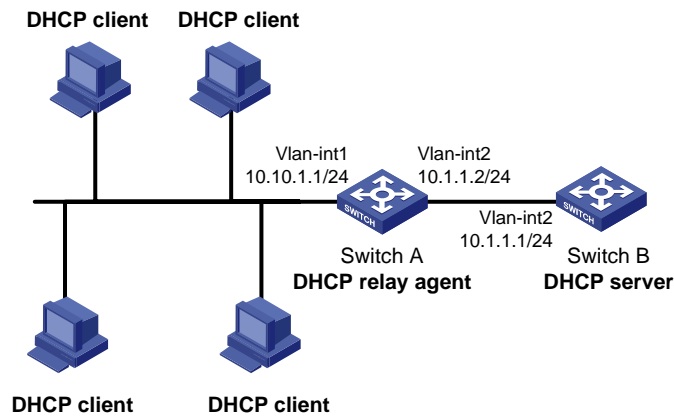 DHCP client
DHCP client
Vlan-int1
10.10.1.1/24
Vlan-int2
10.1.1.2/24
SWITCH
SWITCH
Vlan-int2
10.1.1.1/24
Switch A
DHCP relay agent
Switch B
DHCP server
DHCP client
DHCP client